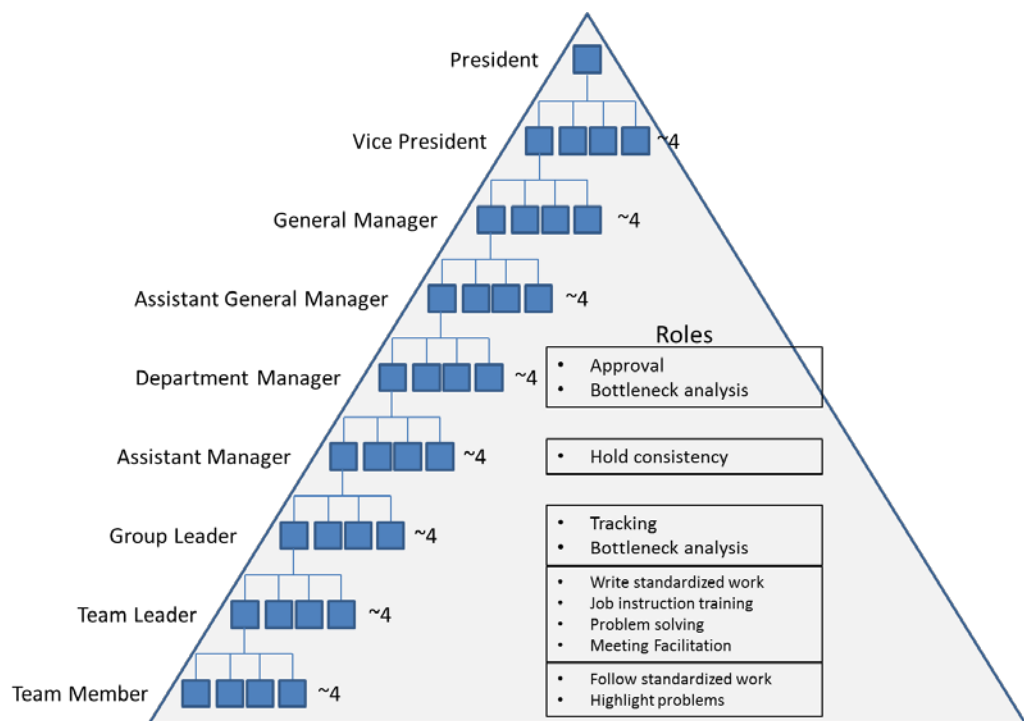 President
Vice President
~4
General Manager
~4
Assistant General Manager
~4
Roles
Department Manager
~4
• Approval
• Bottleneck analysis
Assistant Manager
~4
• Hold consistency
Group Leader
~4
• Tracking
• Bottleneck analysis
Team Leader
~4
• Write standardized work
• Job instruction training
• Problem solving
• Meeting Facilitation
Team Member
~4
• Follow standardized work
• Highlight problems